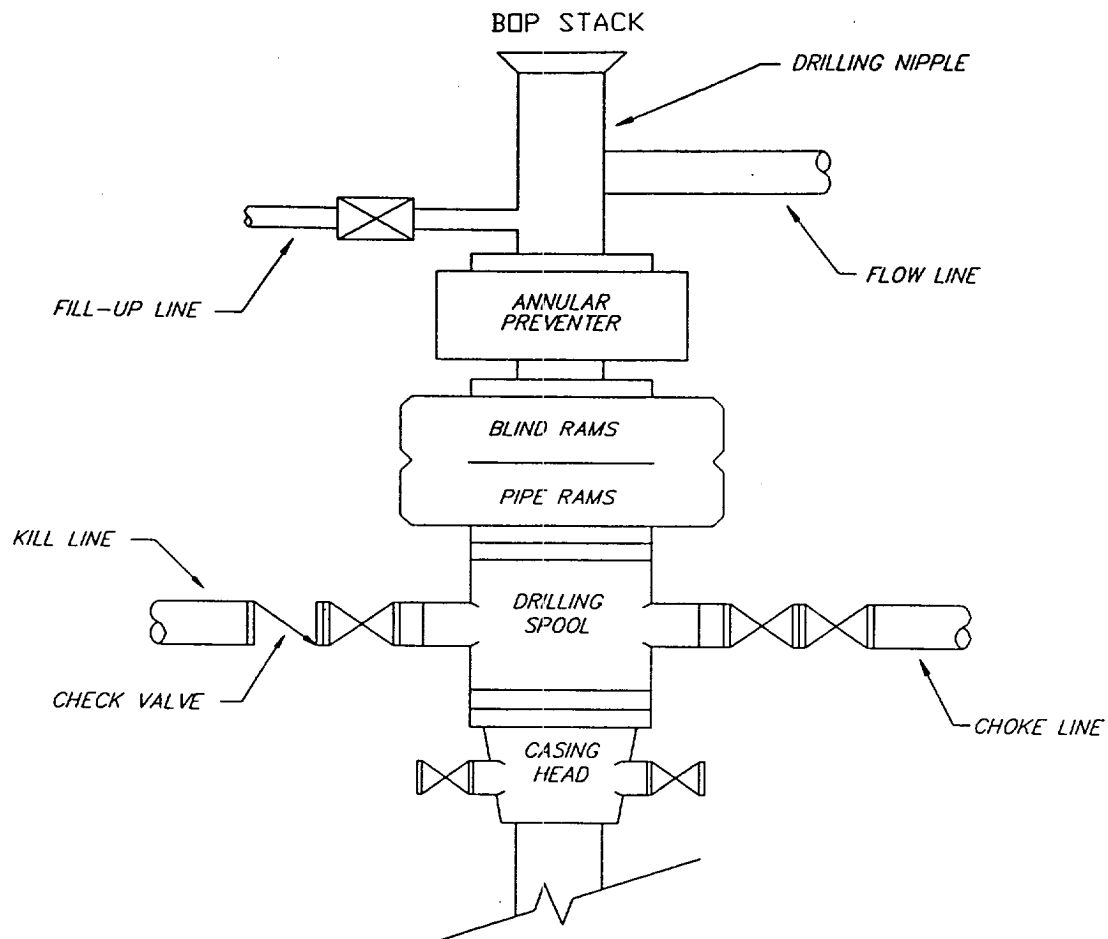 BOP STACK
DRILLING NIPPLE
FLOW LINE
FILL-UP LINE
ANNULAR
PREVENTER
BLIND RAMS
PIPE RAMS
KILL LINE
DRILLING
SPOOL
CHECK VALVE
CHOKE LINE
CASING
HEAD